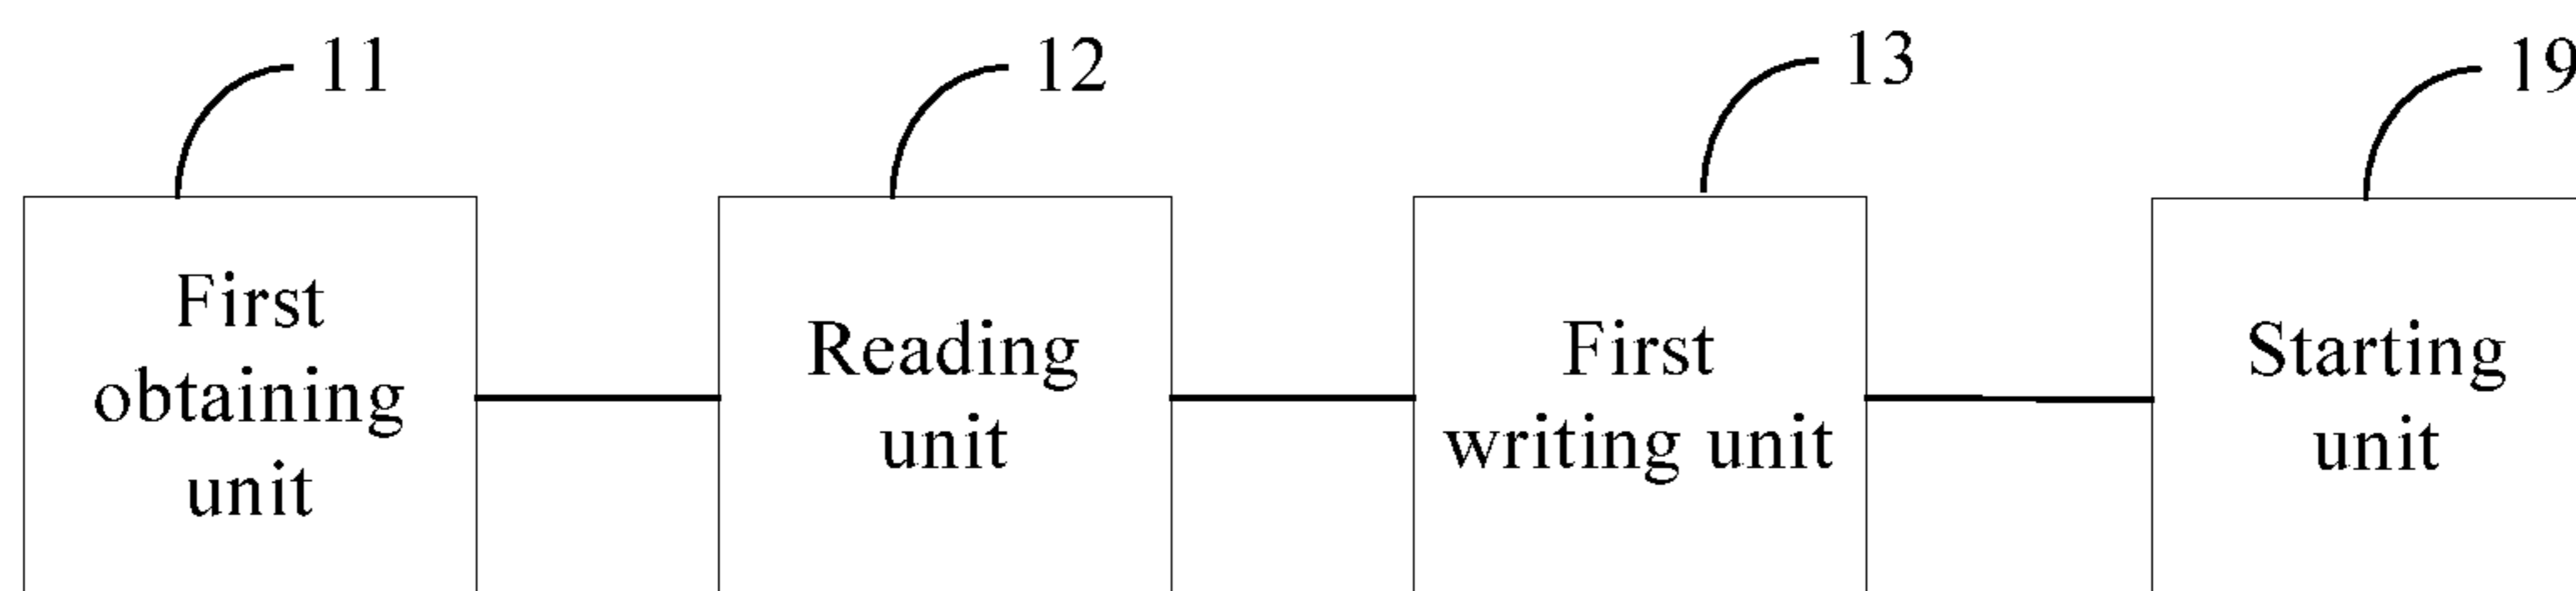 11
12
13
19
First
obtaining
unit
Reading
unit
First
writing unit
Starting
unit